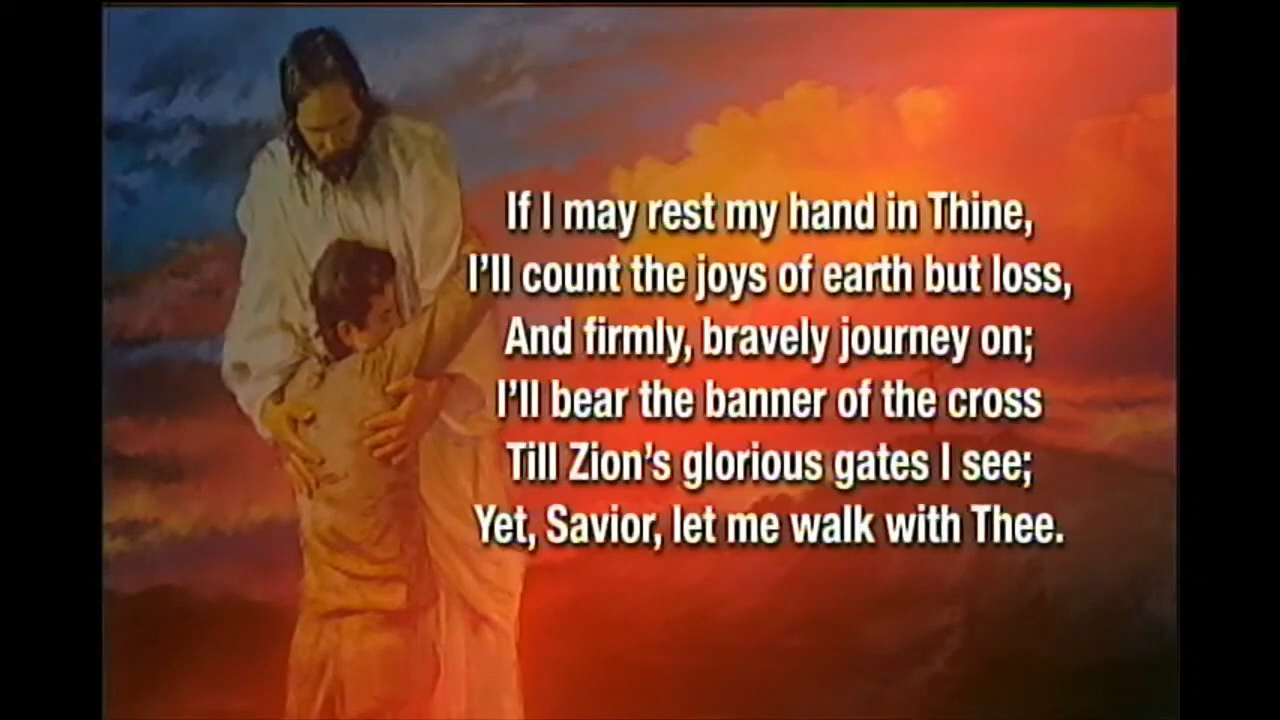 If I may rest my hand in Thine,
I'll count the joys of earth but loss,
And firmly, bravely journey on;
I'll bear the banner of the cross
Till Zion's glorious gates I see;
Yet, Savior, let me walk with Thee.